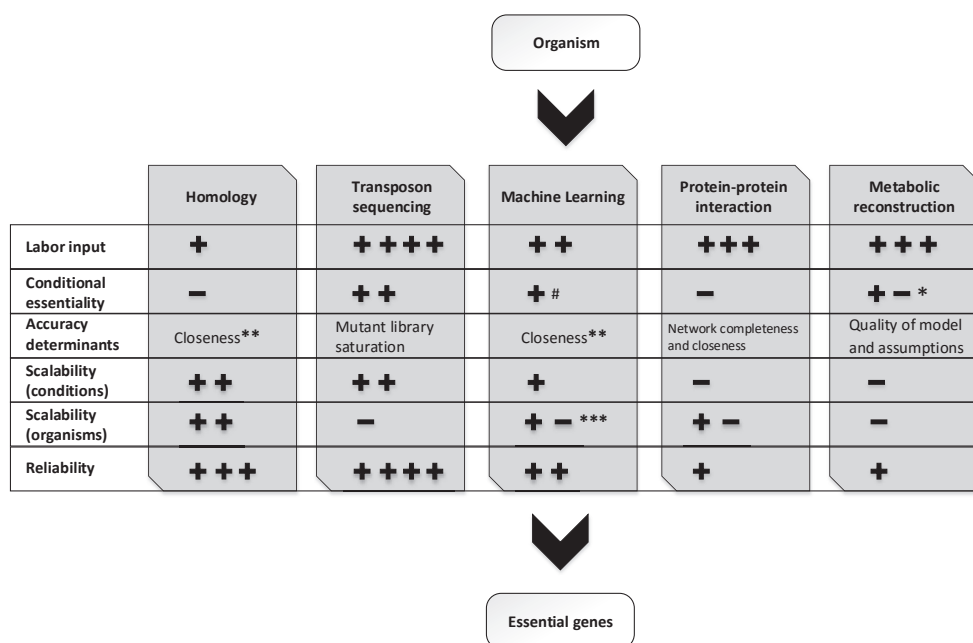 Organism
Homology
Transposon
sequencing
Machine Learning
Protein-protein
interaction
Metabolic
reconstruction
Labor input
+
++++
++
+++
+++
Conditional
essentiality
−
++
+ #
−
+ − *
Accuracy
determinants
Closeness**
Mutant library
saturation
Closeness**
Network completeness
and closeness
Quality of model
and assumptions
Scalability
(conditions)
++
++
+
−
−
Scalability
(organisms)
++
−
+ − ***
+ −
−
Reliability
+++
++++
++
+
+
Essential genes